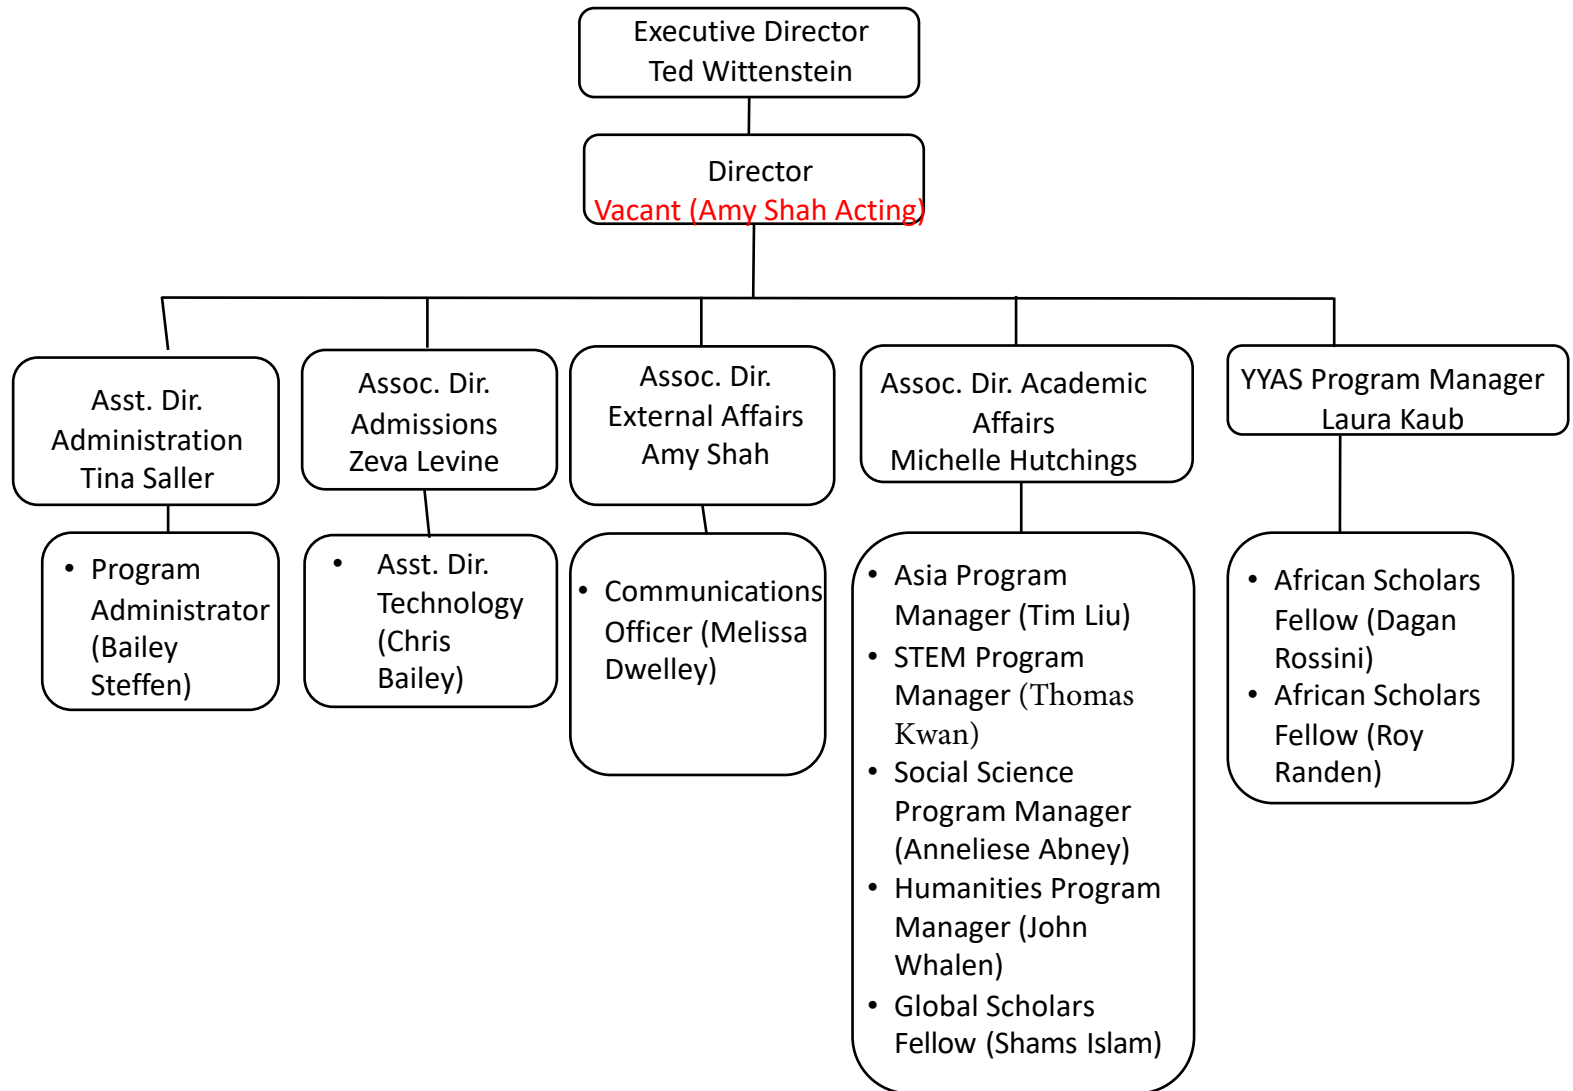 Executive Director
Ted Wittenstein
Director
Vacant (Amy Shah Acting)
Asst. Dir.
Administration
Tina Saller
Assoc. Dir.
Admissions
Zeva Levine
Assoc. Dir.
External Affairs
Amy Shah
Assoc. Dir. Academic
Affairs
Michelle Hutchings
YYAS Program Manager
Laura Kaub
• Program
Administrator
(Bailey
Steffen)
• Asst. Dir.
Technology
(Chris
Bailey)
• Communications
Officer (Melissa
Dwelley)
• Asia Program
Manager (Tim Liu)
• STEM Program
Manager (Thomas
Kwan)
• Social Science
Program Manager
(Anneliese Abney)
• Humanities Program
Manager (John
Whalen)
• Global Scholars
Fellow (Shams Islam)
• African Scholars
Fellow (Dagan
Rossini)
• African Scholars
Fellow (Roy
Randen)